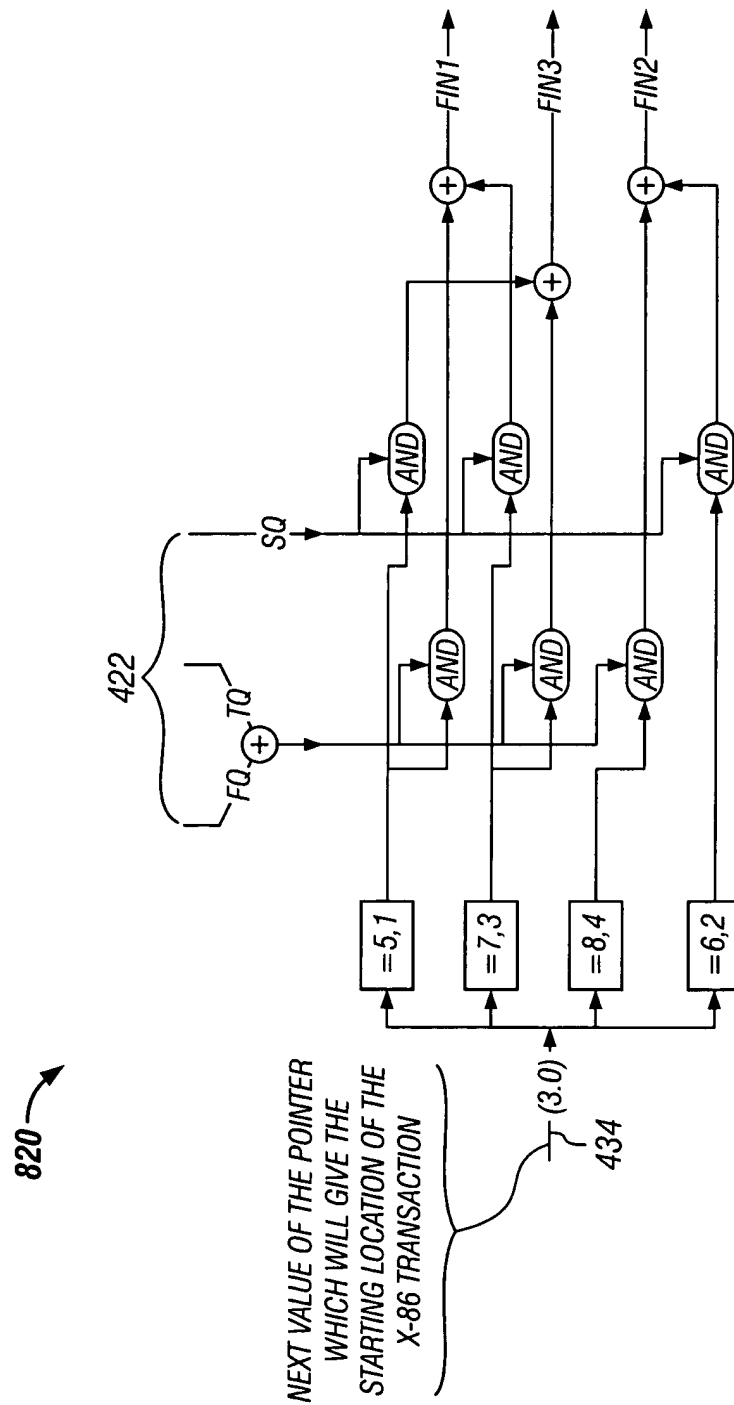 820
422
FQ
TQ
+
SQ
NEXT VALUE OF THE POINTER
WHICH WILL GIVE THE
STARTING LOCATION OF THE
X-86 TRANSACTION
434
(3.0)
=5,1
=7,3
=8,4
=6,2
AND
AND
AND
AND
AND
AND
+
+
+
FIN1
FIN3
FIN2